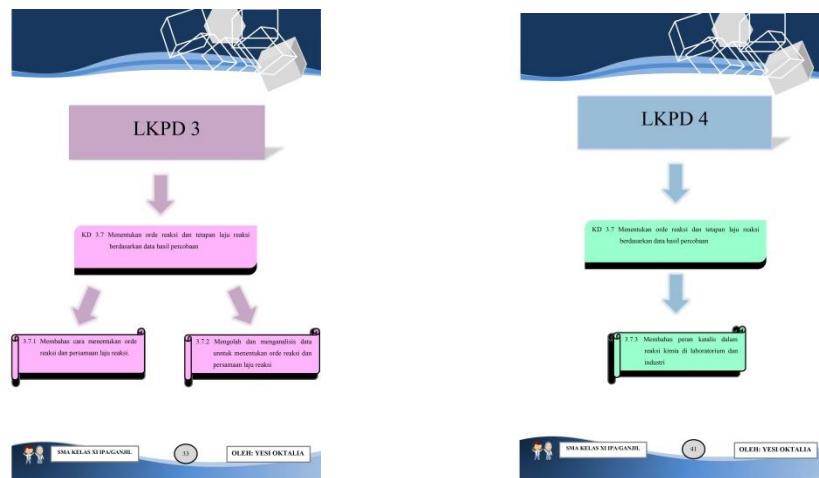 LKPD 3
KD 3.7 Menentukan orde reaksi dan tetapan laju reaksi
berdasarkan data hasil percobaan
3.7.1 Membahas cara menentukan orde
reaksi dan persamaan laju reaksi.
3.7.2 Mengolah dan menganalisis data
unntuk menentukan orde reaksi dan
persamaan laju reaksi
SMA KELAS XI IPA/GANJIL
33
OLEH: YESI OKTALIA
LKPD 4
KD 3.7 Menentukan orde reaksi dan tetapan laju reaksi
berdasarkan data hasil percobaan
3.7.3 Membahas peran katalis dalam
reaksi kimia di laboratorium dan
industri
SMA KELAS XI IPA/GANJIL
41
OLEH: YESI OKTALIA